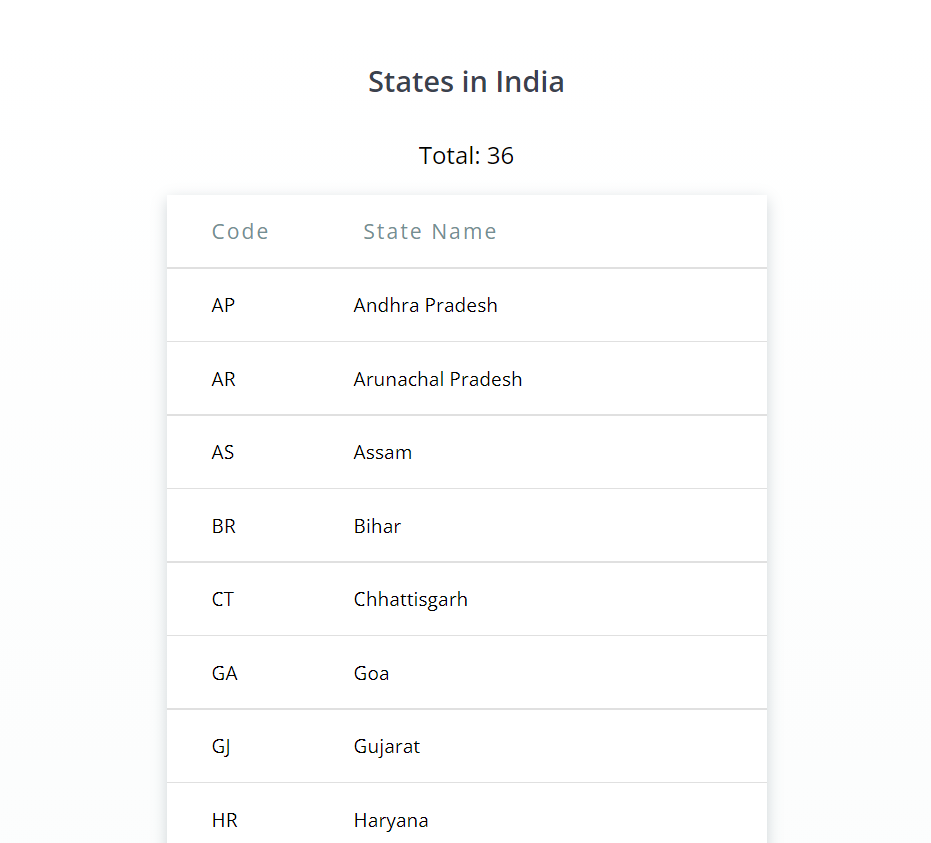 States in India
Total: 36
Code State Name
AP Andhra Pradesh
AR Arunachal Pradesh
AS Assam
BR Bihar
CT Chhattisgarh
GA Goa
GJ Gujarat
HR Haryana